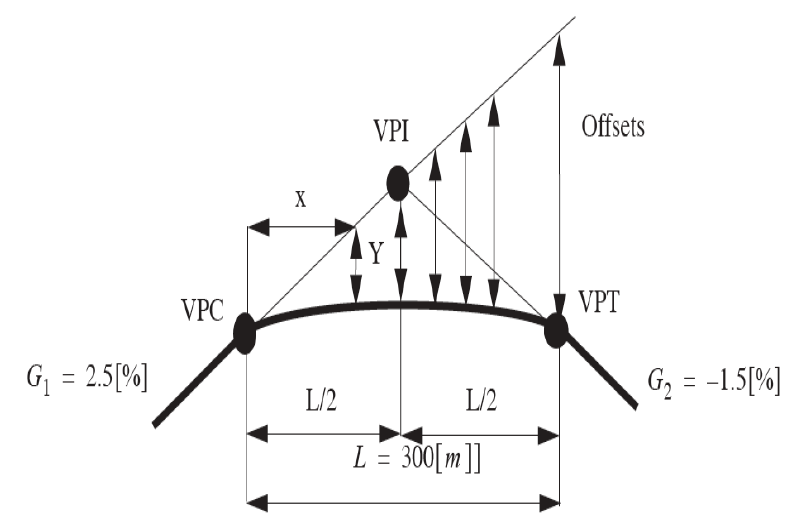 VPI
Offsets
x
Y
VPC
VPT
G1 = 2.5[%]
G2 = –1.5[%]
L/2
L/2
L = 300[m]]